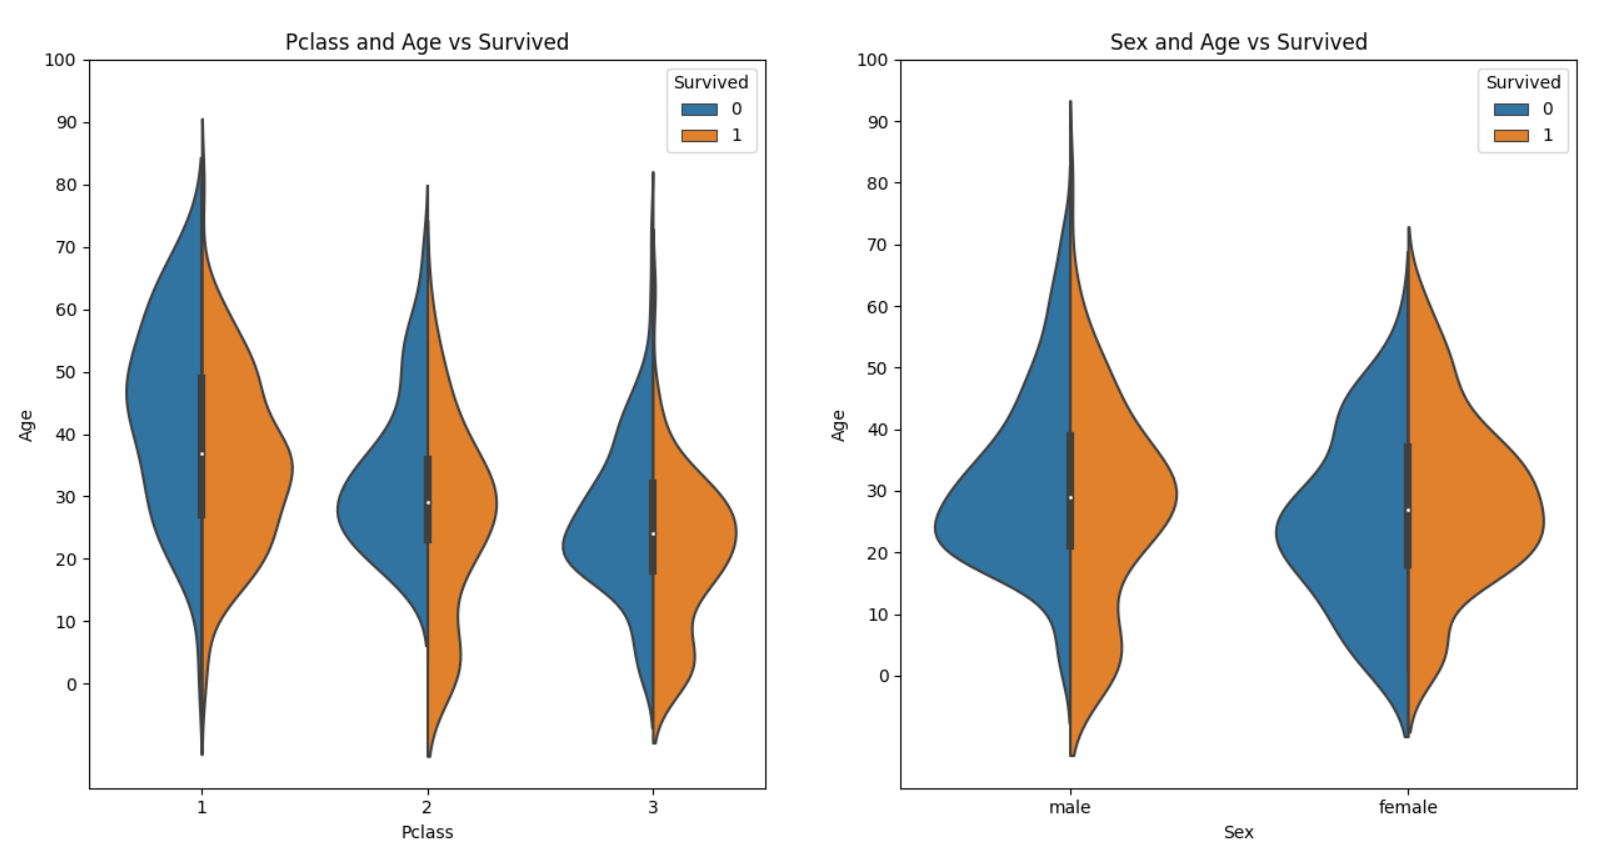 Pclass and Age vs Survived
100
90
80
70
60
50
40
30
20
10
0
Age
1 2 3
Pclass
Survived
0
1
Sex and Age vs Survived
100
90
80
70
60
50
40
30
20
10
0
Age
male female
Sex
Survived
0
1